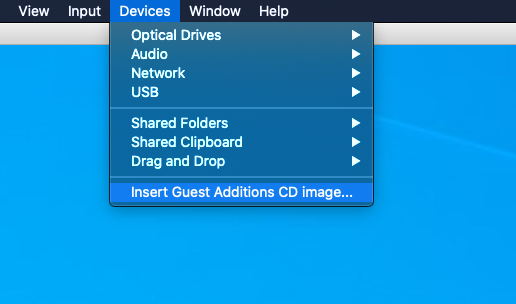 View Input Devices Window Help
Optical Drives
Audio
Network
USB
Shared Folders
Shared Clipboard
Drag and Drop
Insert Guest Additions CD image...